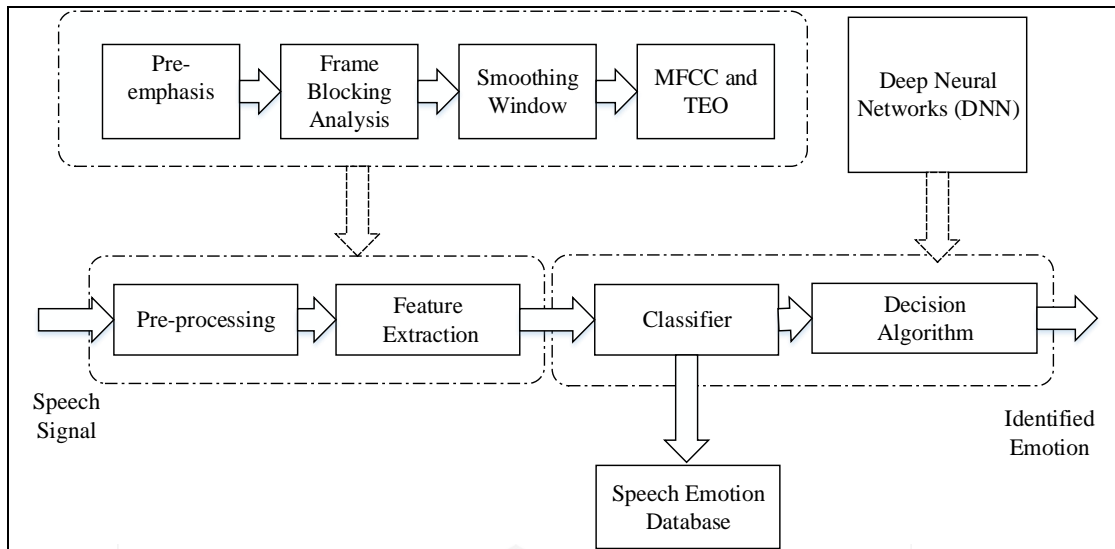 Pre-
emphasis
Frame
Blocking
Analysis
Smoothing
Window
MFCC and
TEO
Deep Neural
Networks (DNN)
Pre-processing
Feature
Extraction
Classifier
Decision
Algorithm
Speech
Signal
Identified
Emotion
Speech Emotion
Database